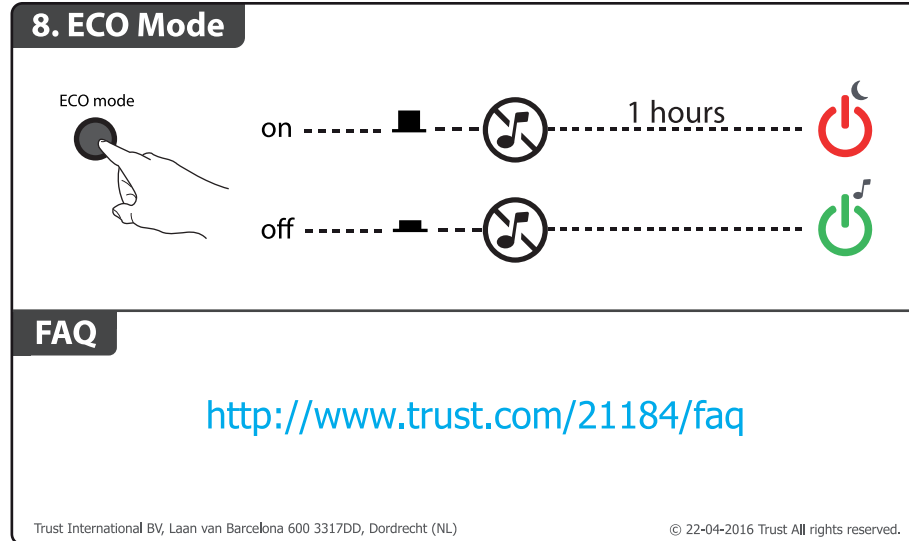 8. ECO Mode
ECO mode
on
1 hours
off
FAQ
http://www.trust.com/21184/faq
Trust International BV, Laan van Barcelona 600 3317DD, Dordrecht (NL)
© 22-04-2016 Trust All rights reserved.